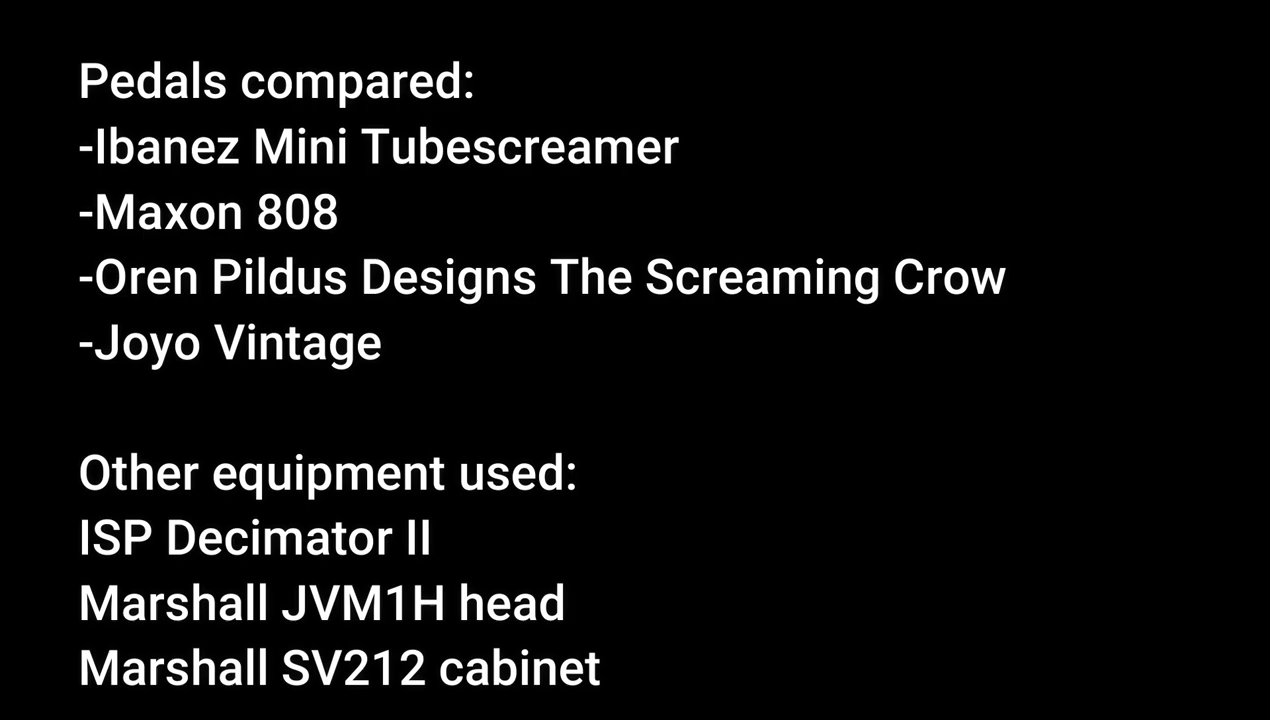 Pedals compared:
-Ibanez Mini Tubescreamer
-Maxon 808
-Oren Pildus Designs The Screaming Crow
-Joyo Vintage
Other equipment used:
ISP Decimator II
Marshall JVM1H head
Marshall SV212 cabinet